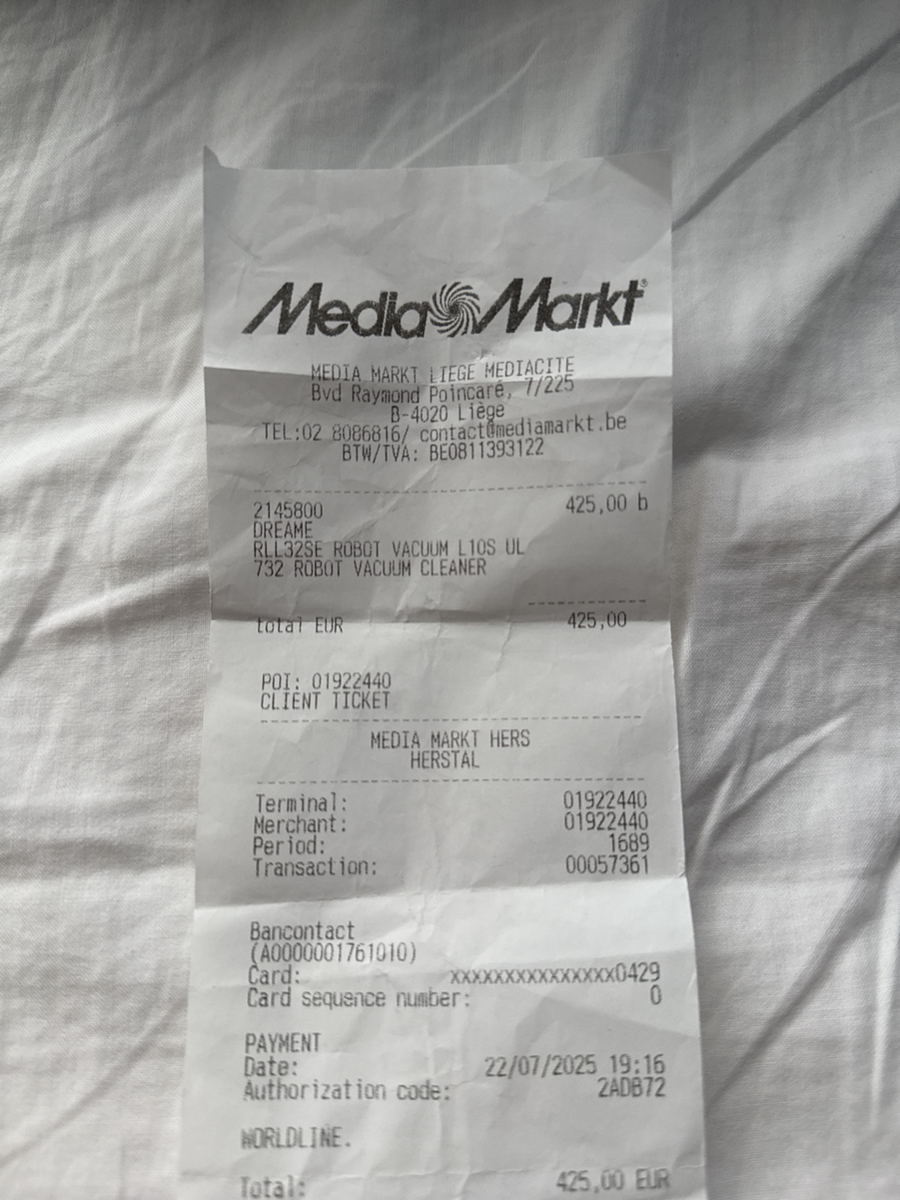 Media Markt®
MEDIA MARKT LIEGE MEDIACITE
Bvd Raymond Poincaré, 7/225
B-4020 Liège
TEL:02 8086816/ contact@mediamarkt.be
BTW/TVA: BE0811393122
2145800 425,00 b
DREAME
RLL32SE ROBOT VACUUM L10S UL
732 ROBOT VACUUM CLEANER
total EUR 425,00
POI: 01922440
CLIENT TICKET
MEDIA MARKT HERS
HERSTAL
Terminal: 01922440
Merchant: 01922440
Period: 1689
Transaction: 00057361
Bancontact
(A0000001761010)
Card: xxxxxxxxxxxxxxx0429
Card sequence number: 0
PAYMENT
Date: 22/07/2025 19:16
Authorization code: 2ADB72
WORLDLINE.
Total: 425,00 EUR